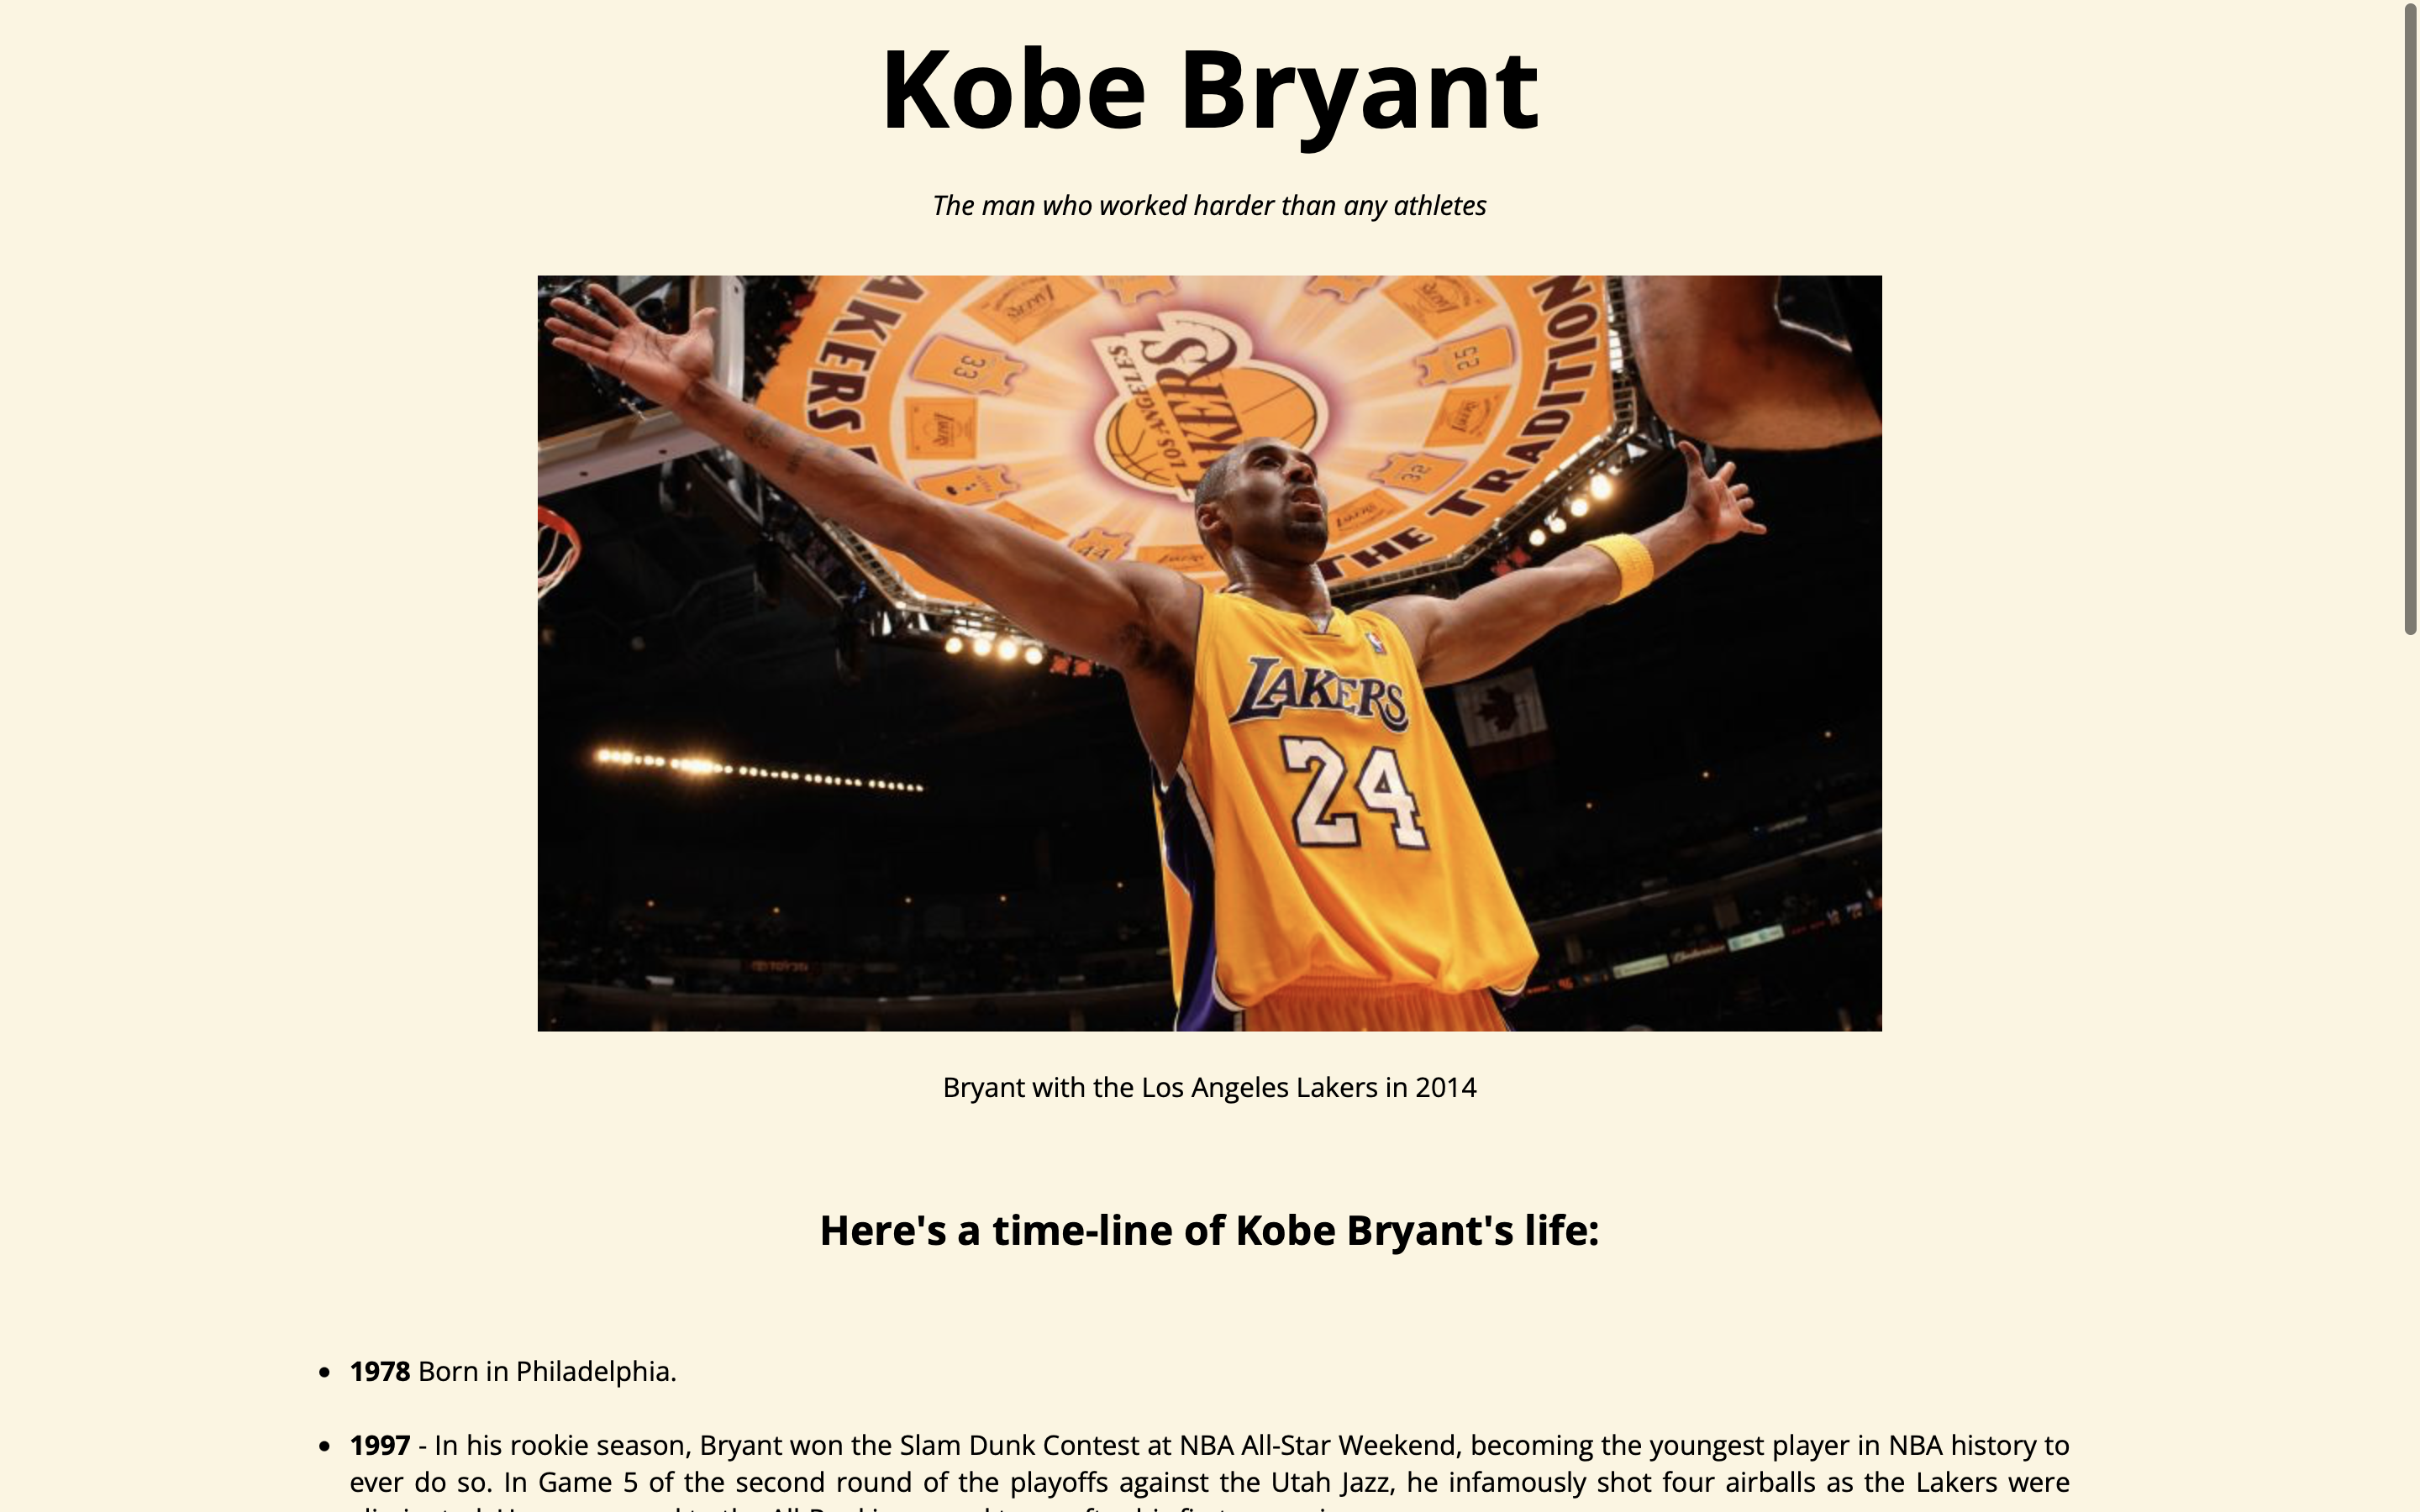 Kobe Bryant
The man who worked harder than any athletes
LAKERS
THE TRADITION
33
25
32
44
LOS ANGELES
LAKERS
LAKERS
24
Bryant with the Los Angeles Lakers in 2014
Here's a time-line of Kobe Bryant's life:
• 1978 Born in Philadelphia.
• 1997 - In his rookie season, Bryant won the Slam Dunk Contest at NBA All-Star Weekend, becoming the youngest player in NBA history to
ever do so. In Game 5 of the second round of the playoffs against the Utah Jazz, he infamously shot four airballs as the Lakers were